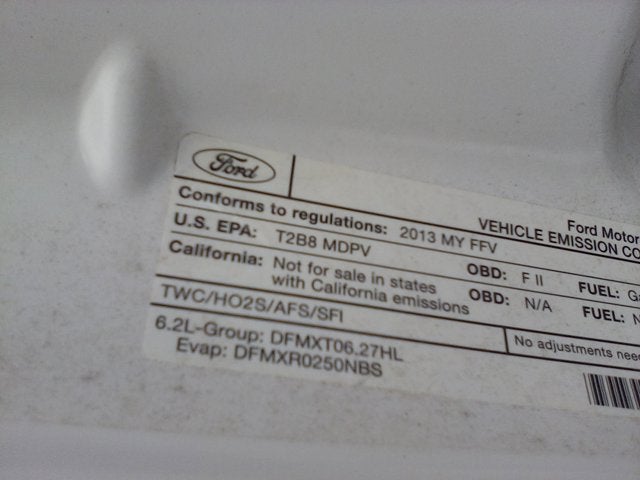 Ford
Ford Motor
VEHICLE EMISSION CO
Conforms to regulations: 2013 MY FFV
U.S. EPA: T2B8 MDPV OBD: F II FUEL: Ga
California: Not for sale in states with California emissions OBD: N/A FUEL: N
TWC/HO2S/AFS/SFI
No adjustments nee
6.2L-Group: DFMXT06.27HL
Evap: DFMXR0250NBS